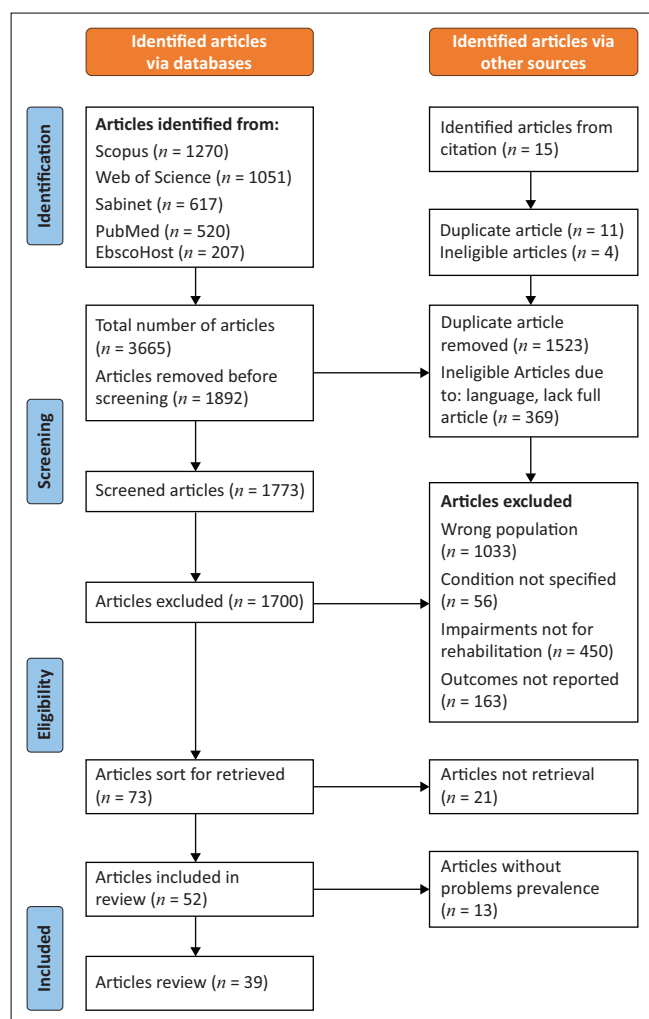 Identified articles
via databases
Identified articles via
other sources
Identification
Articles identified from:
Scopus (n = 1270)
Web of Science (n = 1051)
Sabinet (n = 617)
PubMed (n = 520)
EbscoHost (n = 207)
Identified articles from
citation (n = 15)
Duplicate article (n = 11)
Ineligible articles (n = 4)
Screening
Total number of articles
(n = 3665)
Articles removed before
screening (n = 1892)
Duplicate article
removed (n = 1523)
Ineligible Articles due
to: language, lack full
article (n = 369)
Screened articles (n = 1773)
Articles excluded (n = 1700)
Articles excluded
Wrong population
(n = 1033)
Condition not specified
(n = 56)
Impairments not for
rehabilitation (n = 450)
Outcomes not reported
(n = 163)
Eligibility
Articles sort for retrieved
(n = 73)
Articles not retrieval
(n = 21)
Articles included in
review (n = 52)
Articles without
problems prevalence
(n = 13)
Included
Articles review (n = 39)